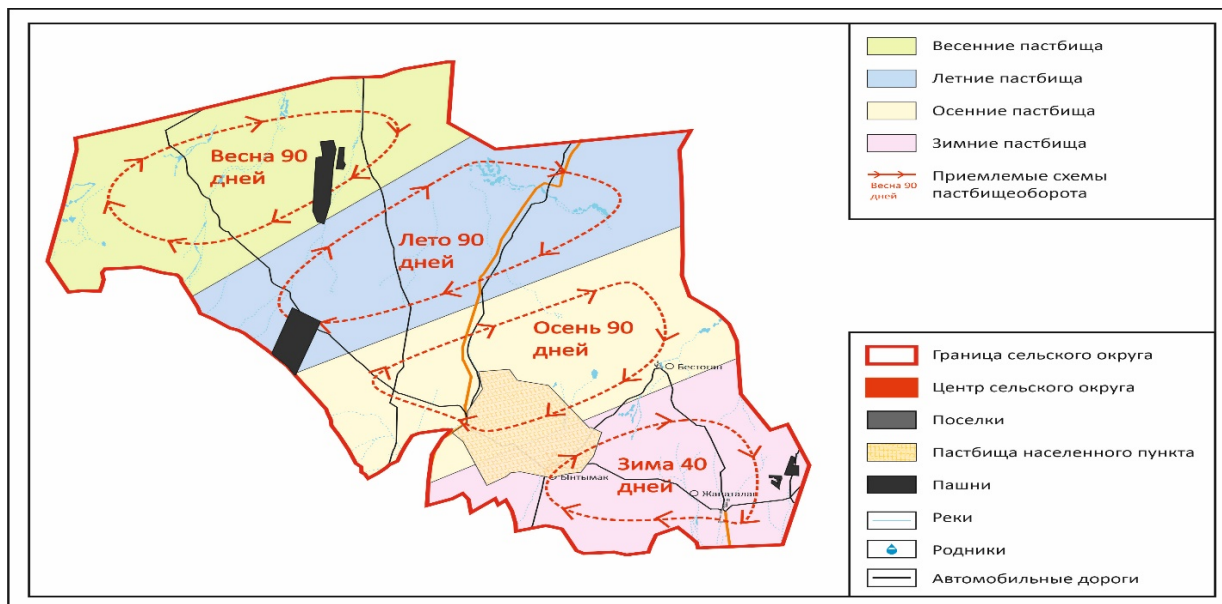 Весна 90
дней
Лето 90
дней
Осень 90
дней
Бестоган
Зима 40
дней
Ынтымак
Жаназалап
Весенние пастбища
Летние пастбища
Осенние пастбища
Зимние пастбища
Весна 90
дней
Приемлемые схемы
пастбищеоборота
Граница сельского округа
Центр сельского округа
Поселки
Пастбища населенного пункта
Пашни
Реки
Родники
Автомобильные дороги